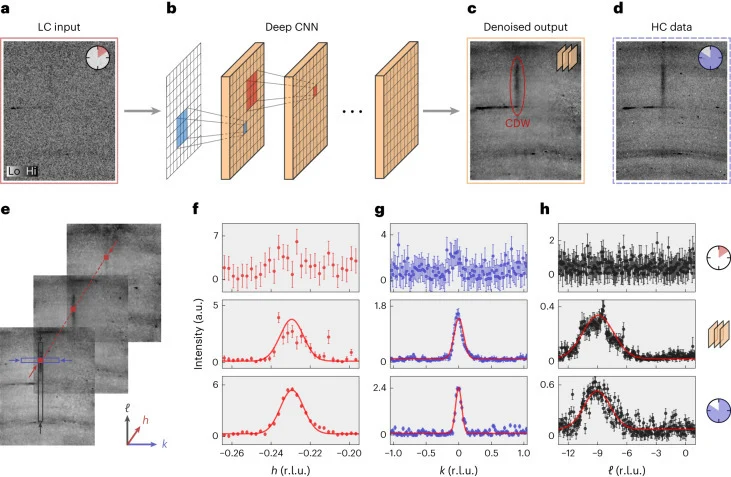 a
LC input
b
Deep CNN
c
Denoised output
d
HC data
Lo Hi
...
CDW
e
ℓ
h
k
f
g
h
Intensity (a.u.)
7
0
5
0
6
0
−0.26 −0.24 −0.22 −0.20
h (r.l.u.)
4
0
1.8
0
2.4
0
−1.0 −0.5 0 0.5 1.0
k (r.l.u.)
2
0
0.4
0
0.6
0
−12 −9 −6 −3 0
ℓ (r.l.u.)